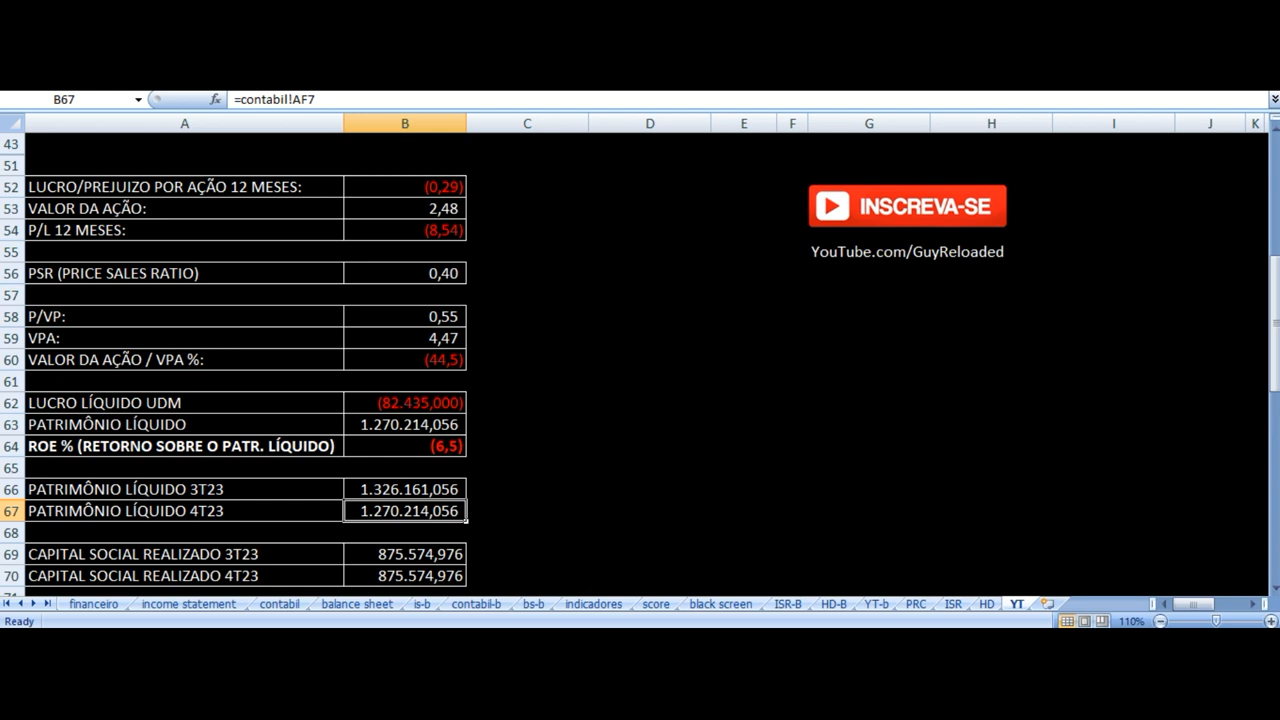 B67 fx =contabil!AF7
A B C D E F G H I J K
43
51
52 LUCRO/PREJUIZO POR AÇÃO 12 MESES: (0,29)
53 VALOR DA AÇÃO: 2,48
54 P/L 12 MESES: (8,54)
55
56 PSR (PRICE SALES RATIO) 0,40
57
58 P/VP: 0,55
59 VPA: 4,47
60 VALOR DA AÇÃO / VPA %: (44,5)
61
62 LUCRO LÍQUIDO UDM (82.435,000)
63 PATRIMÔNIO LÍQUIDO 1.270.214,056
64 ROE % (RETORNO SOBRE O PATR. LÍQUIDO) (6,5)
65
66 PATRIMÔNIO LÍQUIDO 3T23 1.326.161,056
67 PATRIMÔNIO LÍQUIDO 4T23 1.270.214,056
68
69 CAPITAL SOCIAL REALIZADO 3T23 875.574,976
70 CAPITAL SOCIAL REALIZADO 4T23 875.574,976
INSCREVA-SE
YouTube.com/GuyReloaded
financeiro income statement contabil balance sheet is-b contabil-b bs-b indicadores score black screen ISR-B HD-B YT-b PRC ISR HD YT
Ready 110%